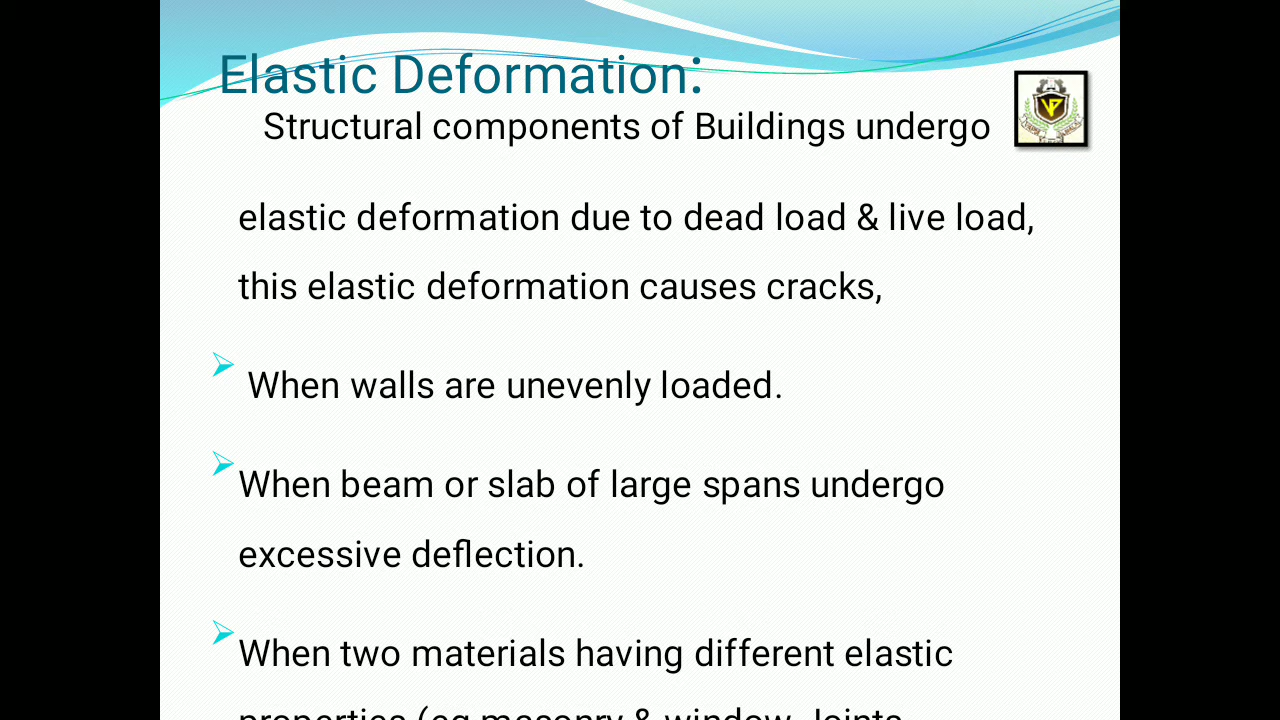 Elastic Deformation:
Structural components of Buildings undergo
elastic deformation due to dead load & live load,
this elastic deformation causes cracks,
When walls are unevenly loaded.
When beam or slab of large spans undergo
excessive deflection.
When two materials having different elastic
properties (eg masonry & window Joints
VP